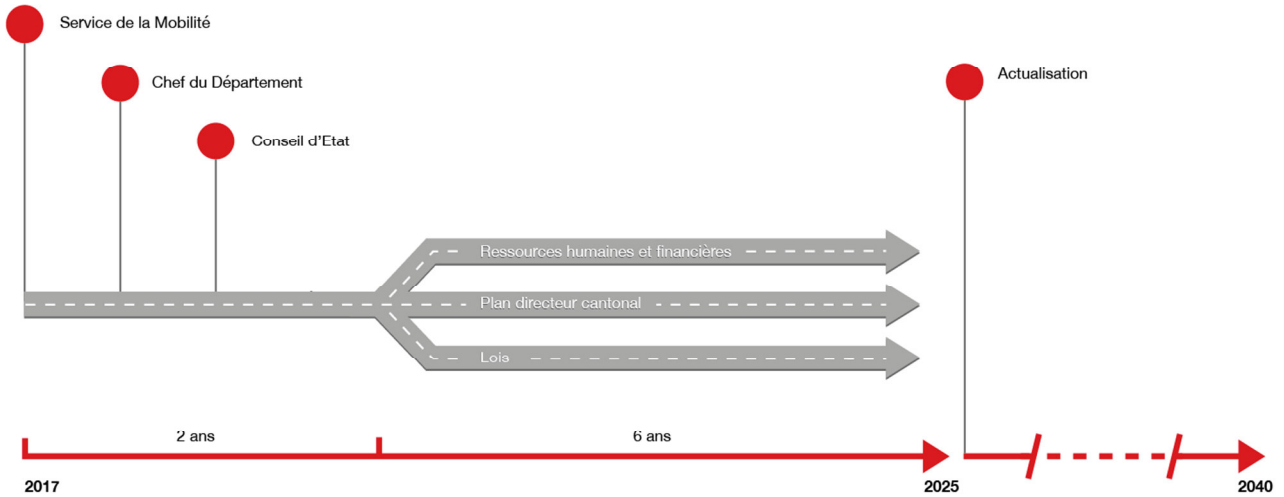 Service de la Mobilité
Chef du Département
Conseil d'Etat
Actualisation
Ressources humaines et financières
Plan directeur cantonal
Lois
2 ans
6 ans
2017
2025
2040